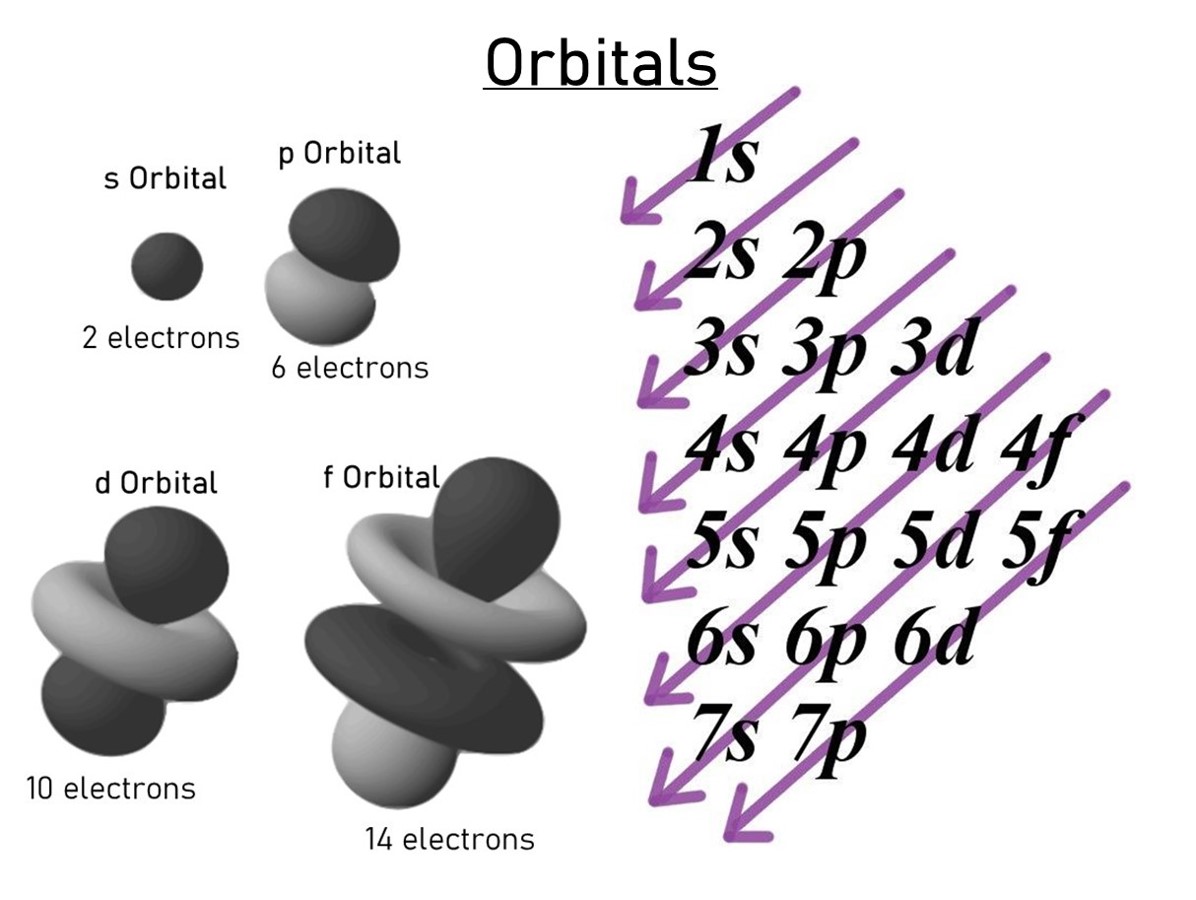 Orbitals
s Orbital
2 electrons
p Orbital
6 electrons
d Orbital
10 electrons
f Orbital
14 electrons
1s
2s 2p
3s 3p 3d
4s 4p 4d 4f
5s 5p 5d 5f
6s 6p 6d
7s 7p